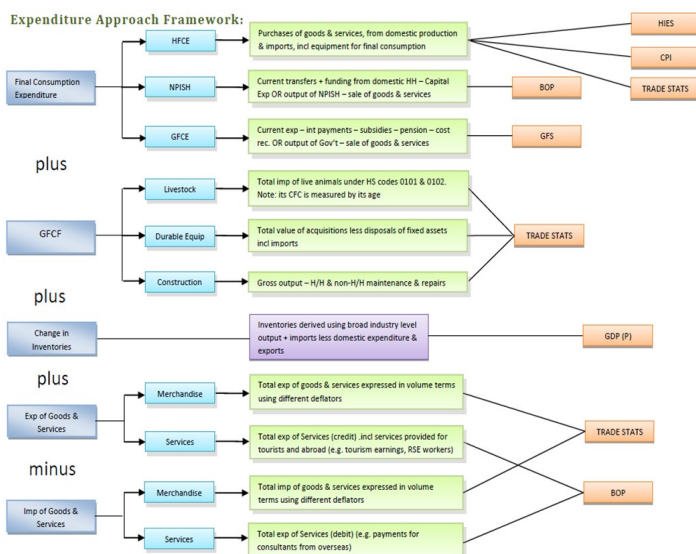 Expenditure Approach Framework:
HFCE
Purchases of goods & services, from domestic production
& imports, incl equipment for final consumption
HIES
CPI
TRADE STATS
Final Consumption
Expenditure
NPISH
Current transfers + funding from domestic HH – Capital
Exp OR output of NPISH – sale of goods & services
BOP
GFCE
Current exp – int payments – subsidies – pension – cost
rec. OR output of Gov't – sale of goods & services
GFS
plus
GFCF
Livestock
Total imp of live animals under HS codes 0101 & 0102.
Note: its CFC is measured by its age
Durable Equip
Total value of acquisitions less disposals of fixed assets
incl imports
TRADE STATS
Construction
Gross output – H/H & non-H/H maintenance & repairs
plus
Change in
Inventories
Inventories derived using broad industry level
output + imports less domestic expenditure &
exports
GDP (P)
plus
Exp of Goods &
Services
Merchandise
Total exp of goods & services expressed in volume terms
using different deflators
TRADE STATS
Services
Total exp of Services (credit) .incl services provided for
tourists and abroad (e.g. tourism earnings, RSE workers)
minus
Imp of Goods &
Services
Merchandise
Total imp of goods & services expressed in volume
terms using different deflators
BOP
Services
Total exp of Services (debit) (e.g. payments for
consultants from overseas)